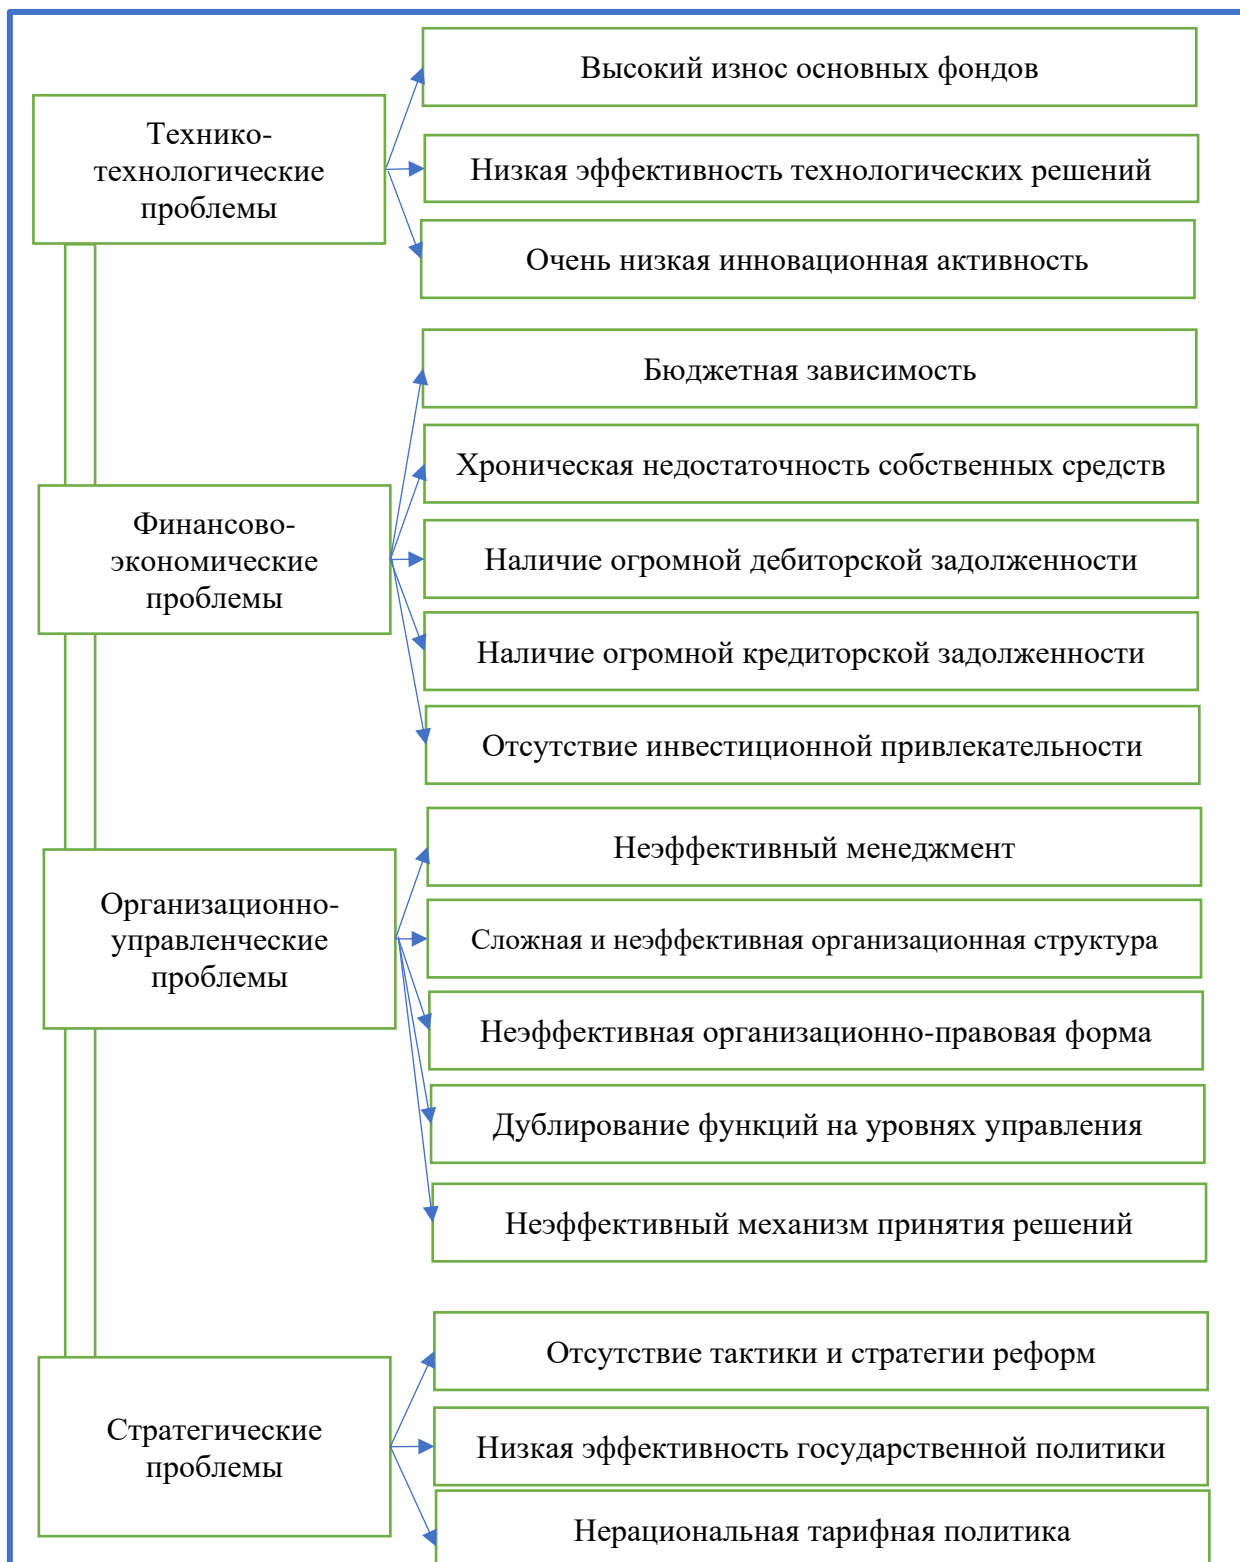 Технико-
технологические
проблемы
Высокий износ основных фондов
Низкая эффективность технологических решений
Очень низкая инновационная активность
Финансово-
экономические
проблемы
Бюджетная зависимость
Хроническая недостаточность собственных средств
Наличие огромной дебиторской задолженности
Наличие огромной кредиторской задолженности
Отсутствие инвестиционной привлекательности
Организационно-
управленческие
проблемы
Неэффективный менеджмент
Сложная и неэффективная организационная структура
Неэффективная организационно-правовая форма
Дублирование функций на уровнях управления
Неэффективный механизм принятия решений
Стратегические
проблемы
Отсутствие тактики и стратегии реформ
Низкая эффективность государственной политики
Нерациональная тарифная политика